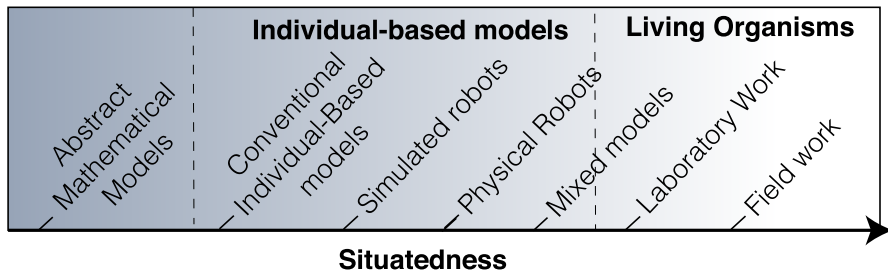 Individual-based models
Living Organisms
Abstract
Mathematical
Models
Conventional
Individual-Based
models
Simulated robots
Physical Robots
Mixed models
Laboratory Work
Field work
Situatedness